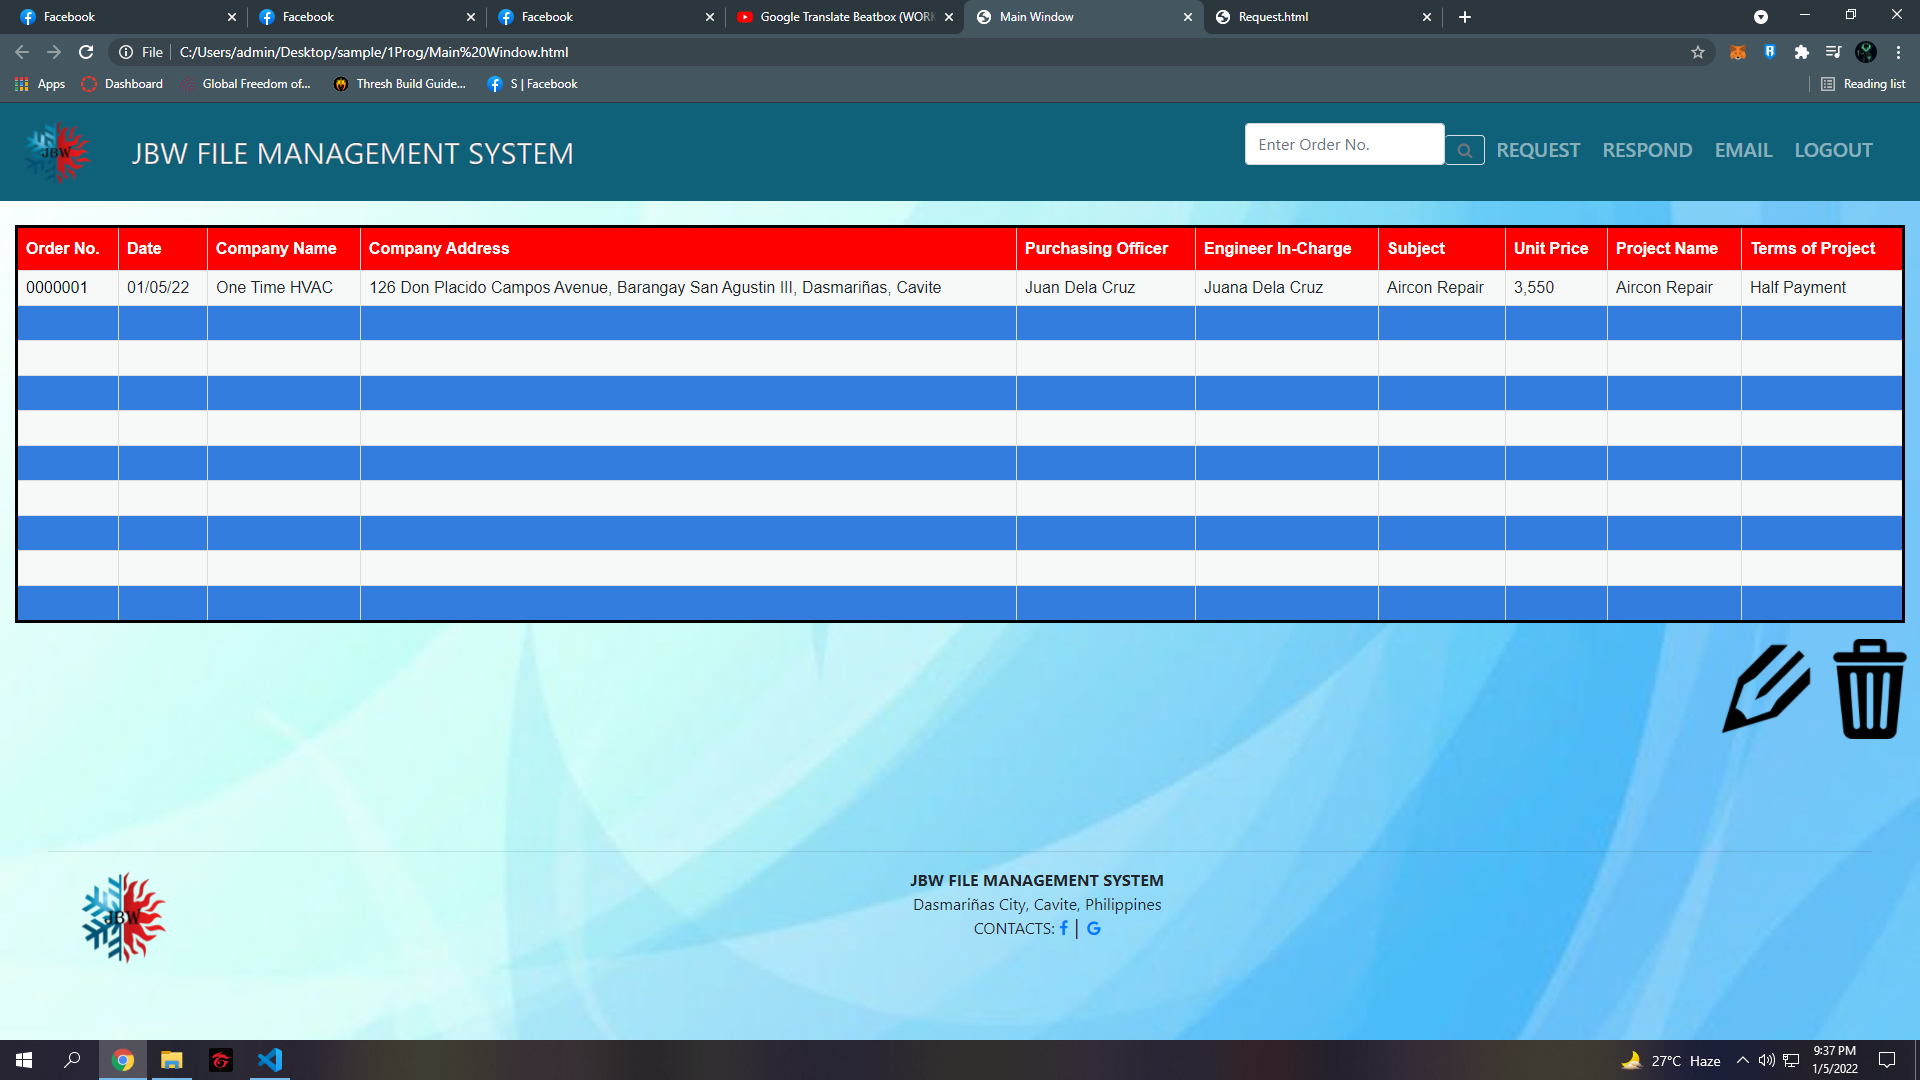 Facebook
Facebook
Facebook
Google Translate Beatbox (WOR
Main Window
Request.html
File
C:/Users/admin/Desktop/sample/1Prog/Main%20Window.html
Apps
Dashboard
Global Freedom of...
Thresh Build Guide...
S | Facebook
Reading list
JBW
JBW FILE MANAGEMENT SYSTEM
Enter Order No.
REQUEST
RESPOND
EMAIL
LOGOUT
Order No. Date Company Name Company Address Purchasing Officer Engineer In-Charge Subject Unit Price Project Name Terms of Project
0000001 01/05/22 One Time HVAC 126 Don Placido Campos Avenue, Barangay San Agustin III, Dasmariñas, Cavite Juan Dela Cruz Juana Dela Cruz Aircon Repair 3,550 Aircon Repair Half Payment
JBW
JBW FILE MANAGEMENT SYSTEM
Dasmariñas City, Cavite, Philippines
CONTACTS: f | G
27°C Haze
9:37 PM
1/5/2022